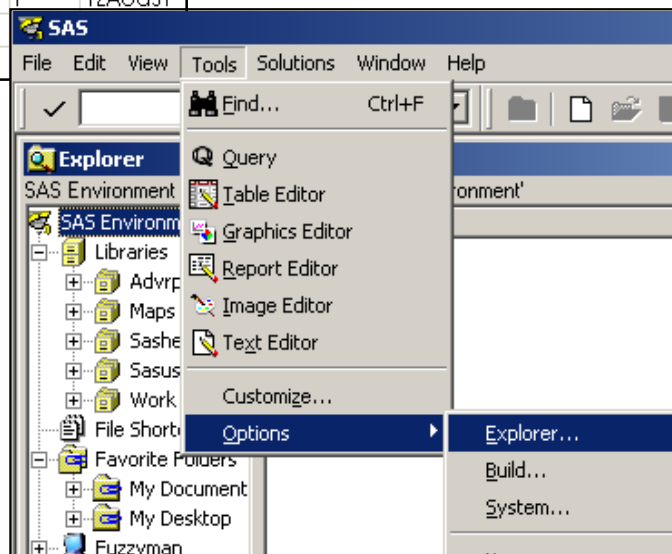 12AUG31
SAS
File Edit View Tools Solutions Window Help
Find... Ctrl+F
Explorer
Query
SAS Environment
ronment'
Table Editor
SAS Environm
Graphics Editor
Libraries
Report Editor
Advrp
Maps
Image Editor
Sashe
Text Editor
Sasus
Work
Customize...
File Shortc
Options
Explorer...
Favorite Folders
Build...
My Document
System...
My Desktop
Fuzzyman